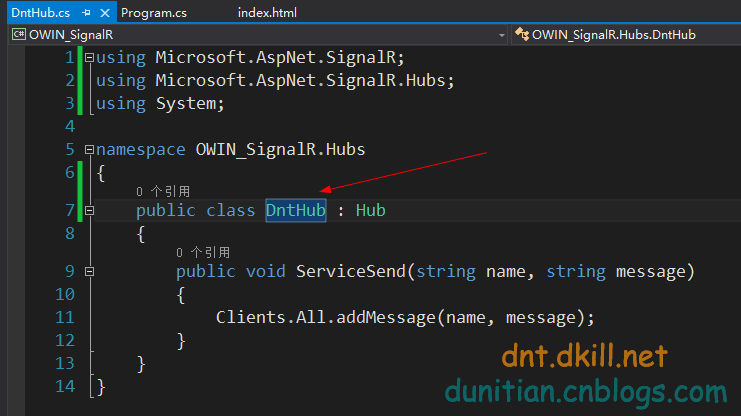 DntHub.cs Program.cs index.html
C# OWIN_SignalR OWIN_SignalR.Hubs.DntHub
1 using Microsoft.AspNet.SignalR;
2 using Microsoft.AspNet.SignalR.Hubs;
3 using System;
4
5 namespace OWIN_SignalR.Hubs
6 {
0 个引用
7 public class DntHub : Hub
8 {
0 个引用
9 public void ServiceSend(string name, string message)
10 {
11 Clients.All.addMessage(name, message);
12 }
13 }
14 }
dnt.dkill.net
dunitian.cnblogs.com